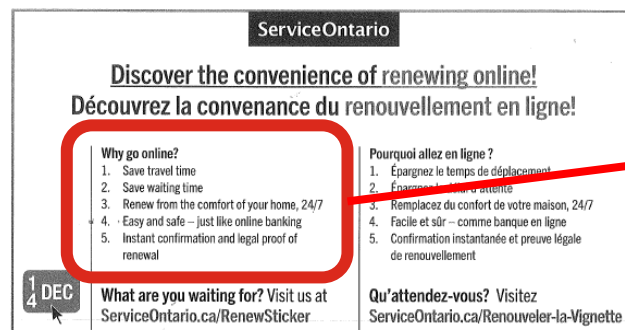 ServiceOntario
Discover the convenience of renewing online!
Découvrez la convenance du renouvellement en ligne!
Why go online?
1. Save travel time
2. Save waiting time
3. Renew from the comfort of your home, 24/7
4. Easy and safe – just like online banking
5. Instant confirmation and legal proof of
renewal
What are you waiting for? Visit us at
ServiceOntario.ca/RenewSticker
Pourquoi allez en ligne ?
1. Épargnez le temps de déplacement
2. Épargnez d'attente
3. Remplacez du confort de votre maison, 24/7
4. Facile et sûr – comme banque en ligne
5. Confirmation instantanée et preuve légale
de renouvellement
Qu'attendez-vous? Visitez
ServiceOntario.ca/Renouveler-la-Vignette
1 DEC
4